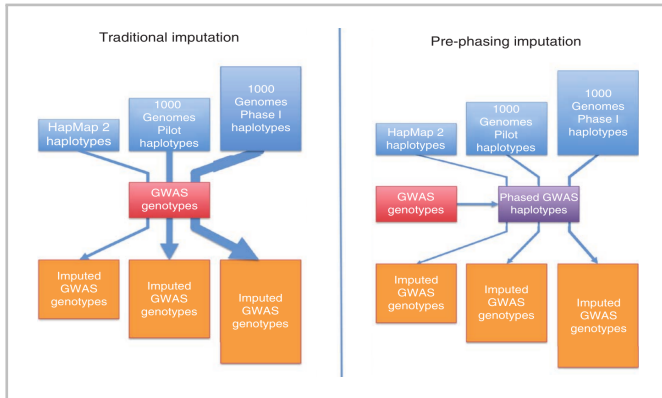 Traditional imputation
HapMap 2
haplotypes
1000
Genomes
Pilot
haplotypes
1000
Genomes
Phase I
haplotypes
GWAS
genotypes
Imputed
GWAS
genotypes
Imputed
GWAS
genotypes
Imputed
GWAS
genotypes
Pre-phasing imputation
HapMap 2
haplotypes
1000
Genomes
Pilot
haplotypes
1000
Genomes
Phase I
haplotypes
GWAS
genotypes
Phased GWAS
haplotypes
Imputed
GWAS
genotypes
Imputed
GWAS
genotypes
Imputed
GWAS
genotypes